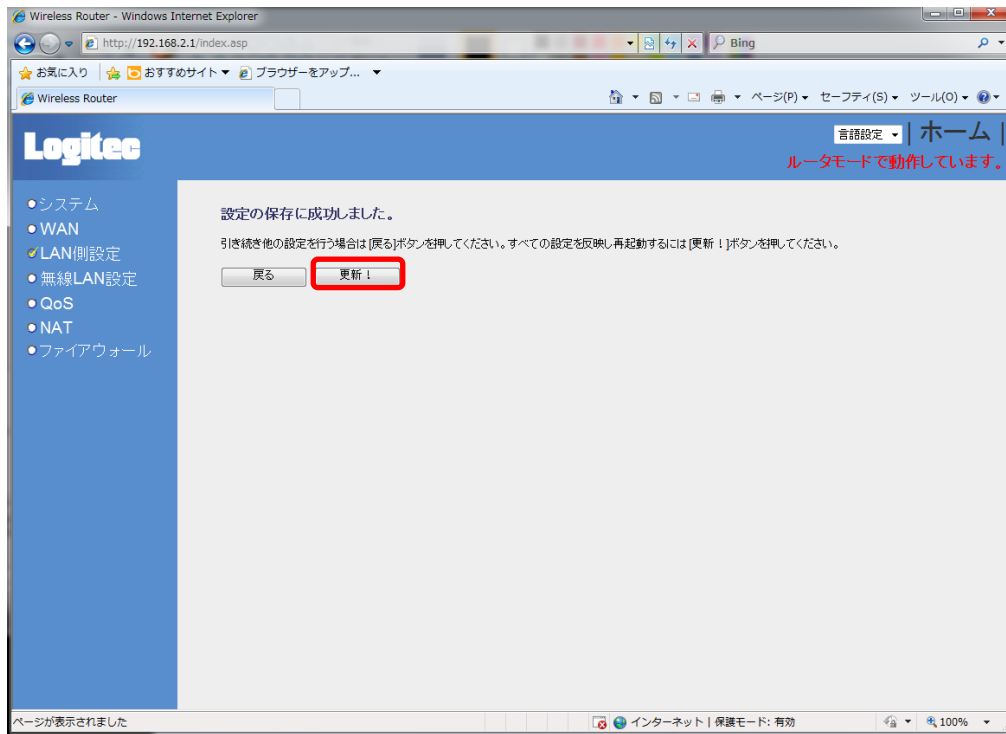 Wireless Router - Windows Internet Explorer
http://192.168.2.1/index.asp
Bing
お気に入り おすすめサイト ▼ ブラウザーをアップ... ▼
Wireless Router
ページ(P) ▼ セーフティ(S) ▼ ツール(O) ▼
Logitec
言語設定 | ホーム |
ルータモードで動作しています。
システム
WAN
LAN側設定
無線LAN設定
QoS
NAT
ファイアウォール
設定の保存に成功しました。
引き続き他の設定を行う場合は[戻る]ボタンを押してください。すべての設定を反映し再起動するには[更新！]ボタンを押してください。
戻る 更新！
ページが表示されました
インターネット | 保護モード: 有効
100%